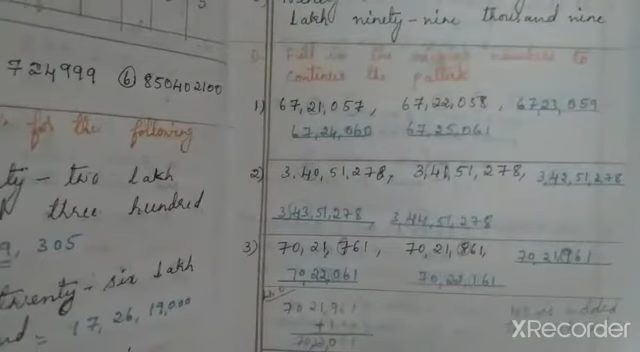 Lakh ninety-nine thousand nine
724999 ⑥ 850402100
D. Fill in the missing numbers to
continue the
for the following
1) 67,21,057, 67,22,058, 67,23,059
67,24,060 67,25,061
ty-two lakh
three hundred
305
2) 3,40,51,278, 3,41,51,278, 3,42,51,278
3,43,51,278, 3,44,51,278
twenty-six lakh
= 17, 26, 19,000
3) 70,21,761, 70,21,861, 70,21,961
70,22,061 70,22,161
7021961
XRecorder